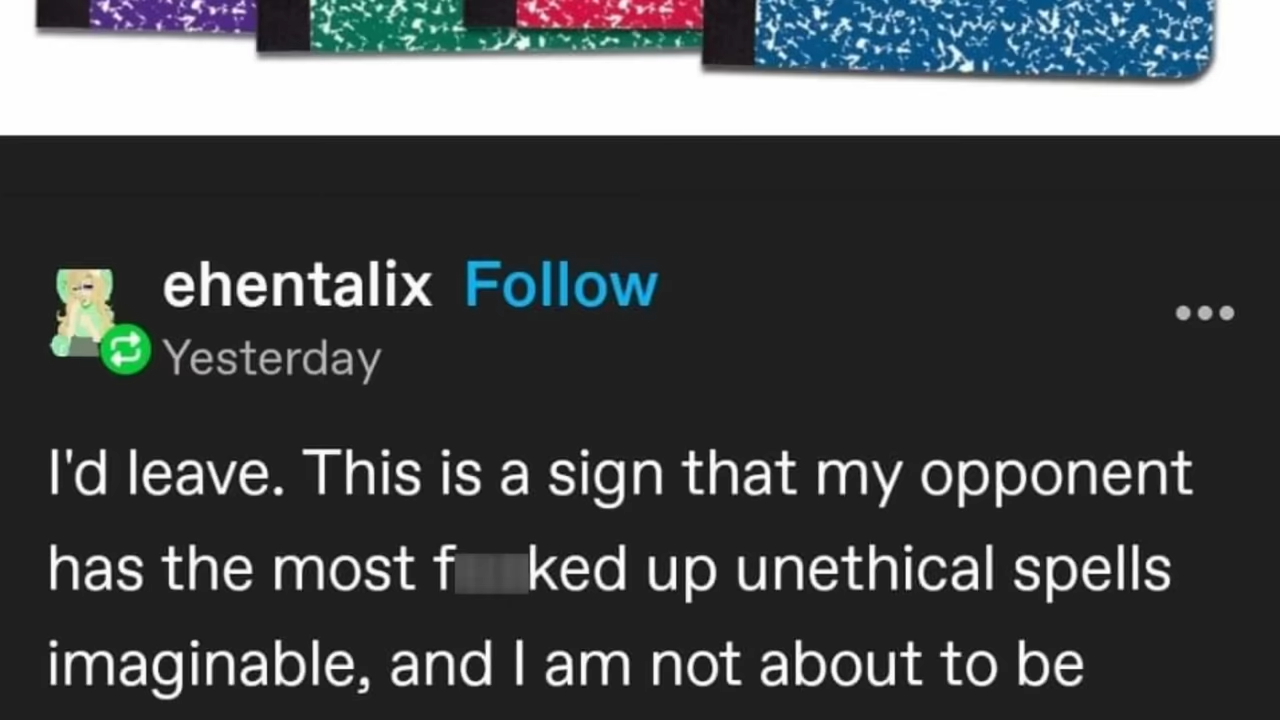 ehentalix Follow
Yesterday
I'd leave. This is a sign that my opponent
has the most f ked up unethical spells
imaginable, and I am not about to be